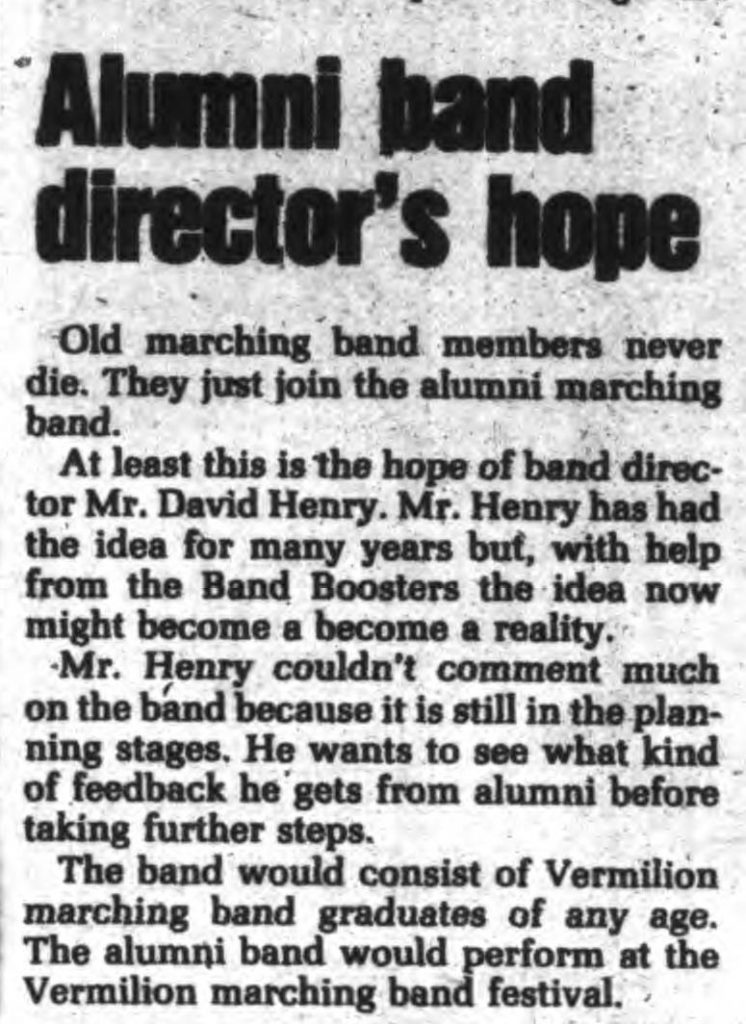 Alumni band
director's hope
Old marching band members never
die. They just join the alumni marching
band.
At least this is the hope of band direc-
tor Mr. David Henry. Mr. Henry has had
the idea for many years but, with help
from the Band Boosters the idea now
might become a become a reality.
Mr. Henry couldn't comment much
on the band because it is still in the plan-
ning stages. He wants to see what kind
of feedback he gets from alumni before
taking further steps.
The band would consist of Vermilion
marching band graduates of any age.
The alumni band would perform at the
Vermilion marching band festival.